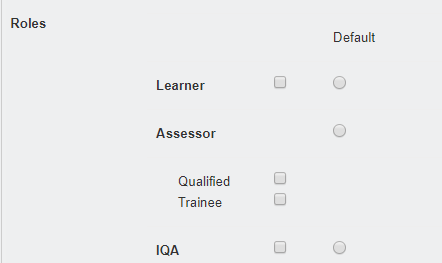 Roles
Default
Learner
Assessor
Qualified
Trainee
IQA